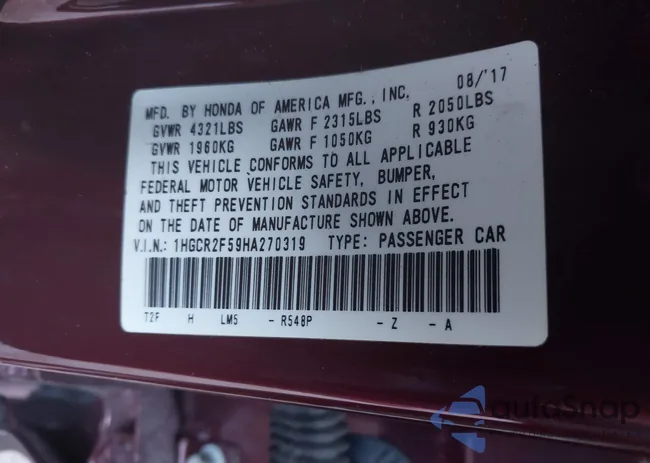 MFD. BY HONDA OF AMERICA MFG., INC. 08/'17
GVWR 4321LBS GAWR F 2315LBS R 2050LBS
GVWR 1960KG GAWR F 1050KG R 930KG
THIS VEHICLE CONFORMS TO ALL APPLICABLE
FEDERAL MOTOR VEHICLE SAFETY, BUMPER,
AND THEFT PREVENTION STANDARDS IN EFFECT
ON THE DATE OF MANUFACTURE SHOWN ABOVE.
V.I.N.: 1HGCR2F59HA270319 TYPE: PASSENGER CAR
T2F H LM5 - R548P - Z - A
autoSnap